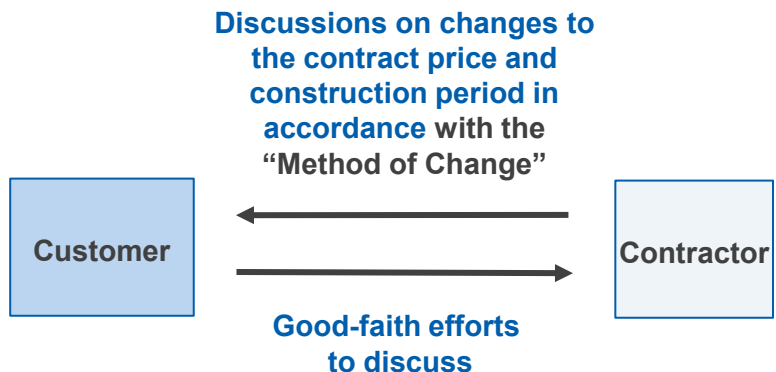 Discussions on changes to
the contract price and
construction period in
accordance with the
“Method of Change”
Customer
Contractor
Good-faith efforts
to discuss